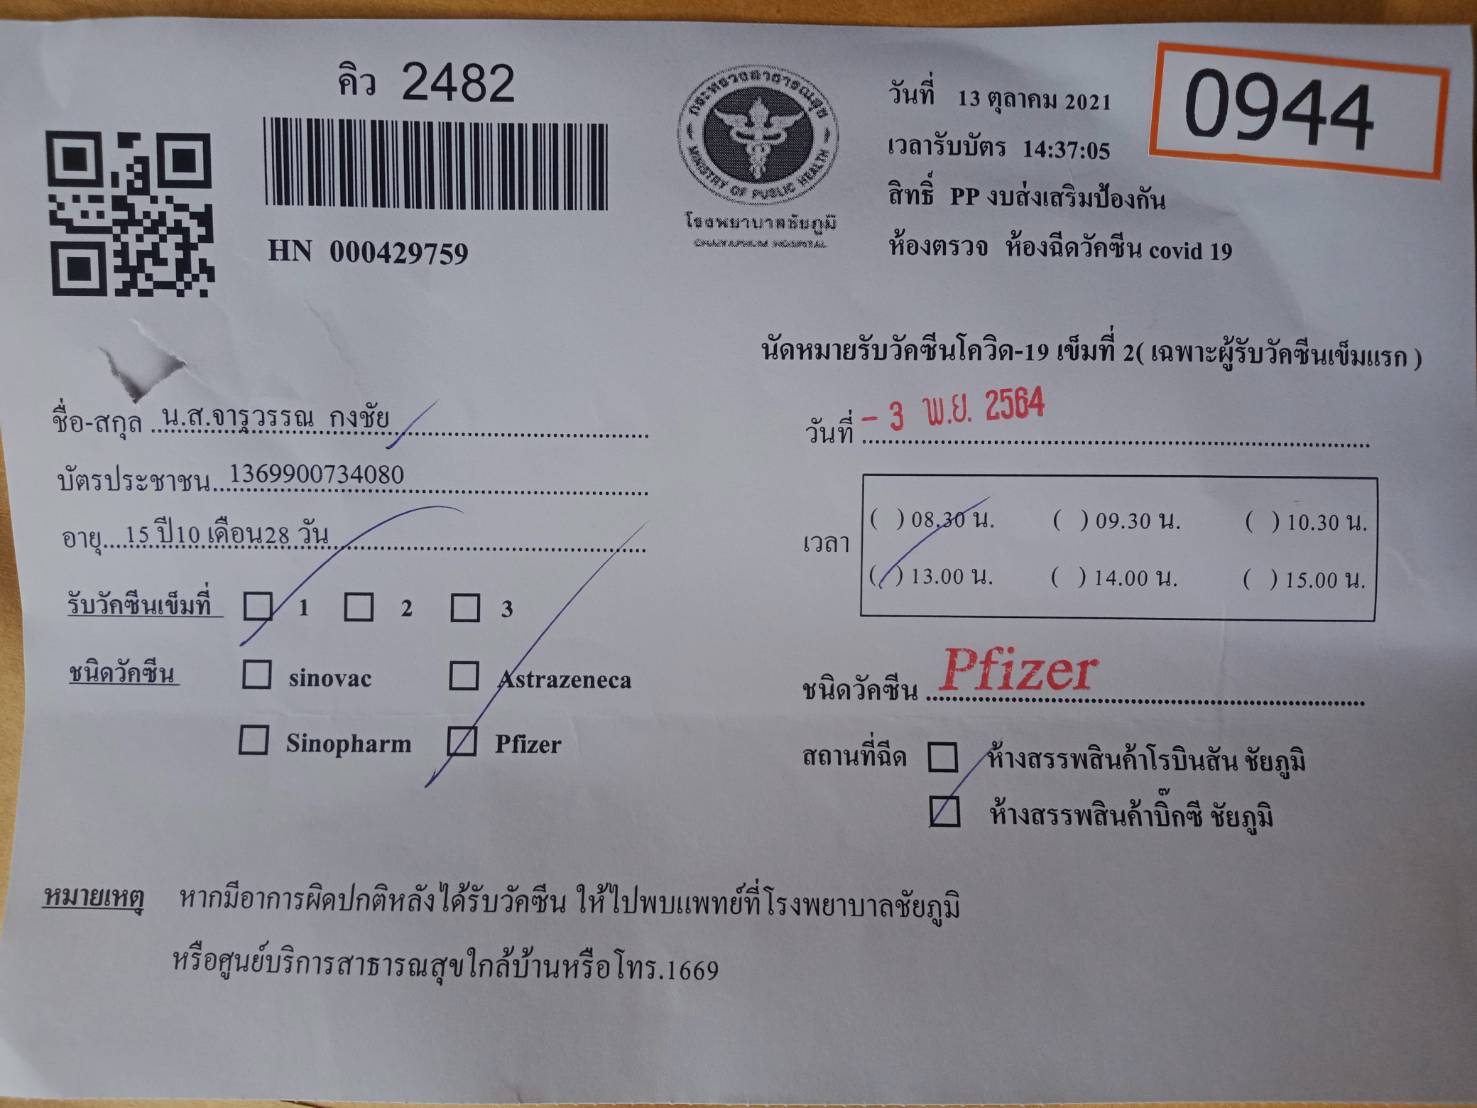 คิว 2482
HN 000429759
กระทรวงสาธารณสุข
MINISTRY OF PUBLIC HEALTH
โรงพยาบาลชัยภูมิ
CHAIYAPHUM HOSPITAL
วันที่ 13 ตุลาคม 2021
เวลารับบัตร 14:37:05
สิทธิ์ PP งบส่งเสริมป้องกัน
ห้องตรวจ ห้องฉีดวัคซีน covid 19
0944
ชื่อ-สกุล น.ส.จารุวรรณ กงชัย
บัตรประชาชน 1369900734080
อายุ 15 ปี10 เดือน28 วัน
รับวัคซีนเข็มที่ 1 2 3
ชนิดวัคซีน sinovac Astrazeneca
Sinopharm Pfizer
นัดหมายรับวัคซีนโควิด-19 เข็มที่ 2( เฉพาะผู้รับวัคซีนเข็มแรก )
วันที่ - 3 พ.ย. 2564
เวลา
( ) 08.30 น. ( ) 09.30 น. ( ) 10.30 น.
( ) 13.00 น. ( ) 14.00 น. ( ) 15.00 น.
ชนิดวัคซีน Pfizer
สถานที่ฉีด ห้างสรรพสินค้าโรบินสัน ชัยภูมิ
ห้างสรรพสินค้าบิ๊กซี ชัยภูมิ
หมายเหตุ หากมีอาการผิดปกติหลังได้รับวัคซีน ให้ไปพบแพทย์ที่โรงพยาบาลชัยภูมิ
หรือศูนย์บริการสาธารณสุขใกล้บ้านหรือโทร.1669